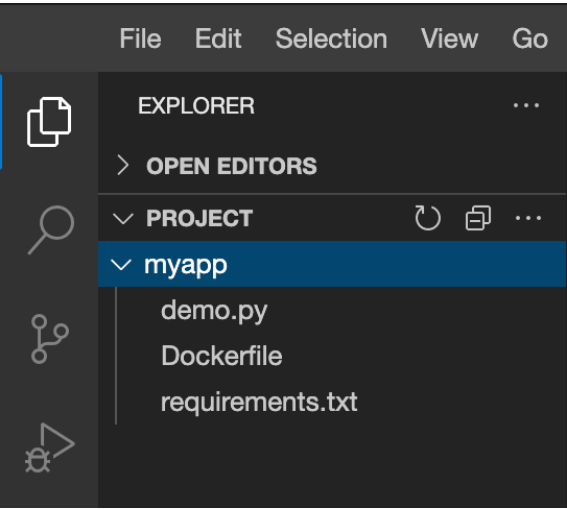 File Edit Selection View Go
EXPLORER ...
OPEN EDITORS
PROJECT ...
myapp
demo.py
Dockerfile
requirements.txt